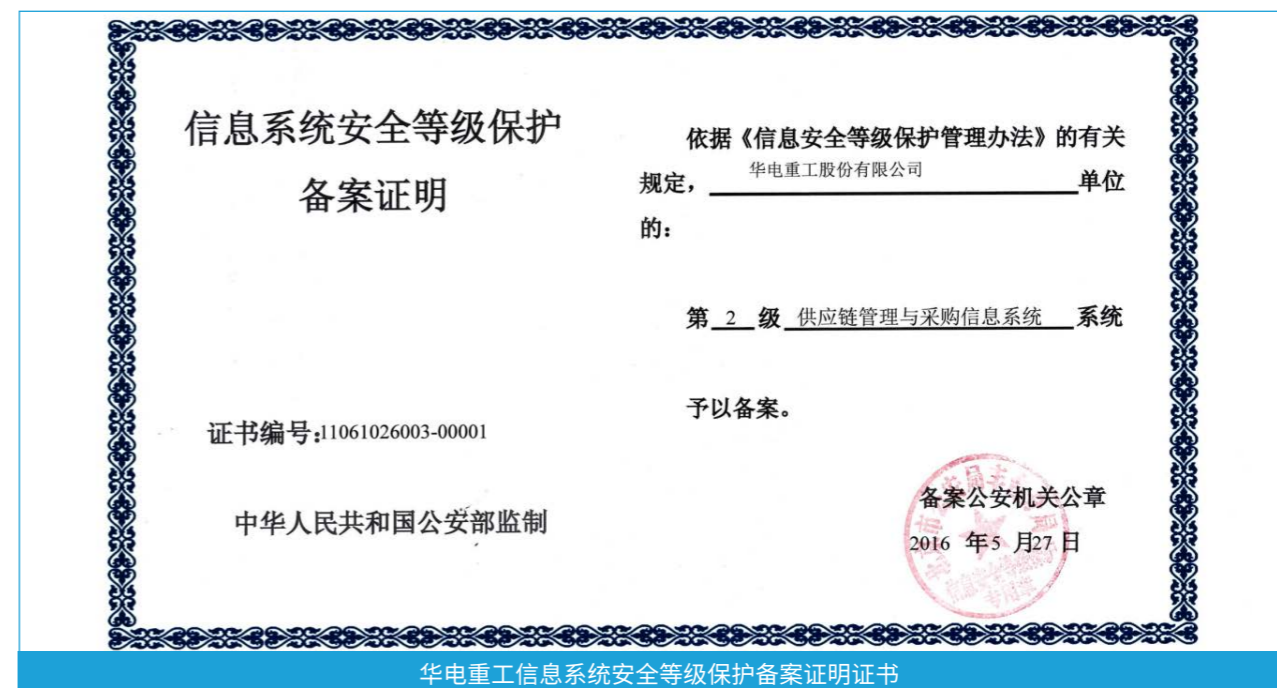 信息系统安全等级保护
备案证明
证书编号:11061026003-00001
中华人民共和国公安部监制
依据《信息安全等级保护管理办法》的有关
规定，华电重工股份有限公司单位
的：
第 2 级 供应链管理与采购信息系统 系统
予以备案。
备案公安机关公章
2016 年5 月27日
华电重工信息系统安全等级保护备案证明证书